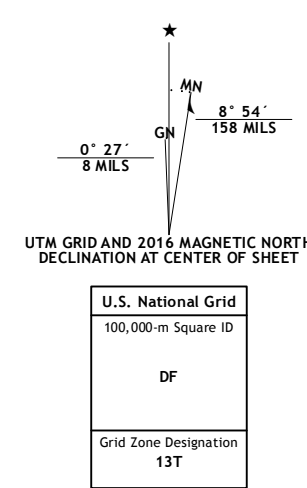 ★
MN
8° 54´
158 MILS
GN
0° 27´
8 MILS
UTM GRID AND 2016 MAGNETIC NORTH
DECLINATION AT CENTER OF SHEET
U.S. National Grid
100,000-m Square ID
DF
Grid Zone Designation
13T